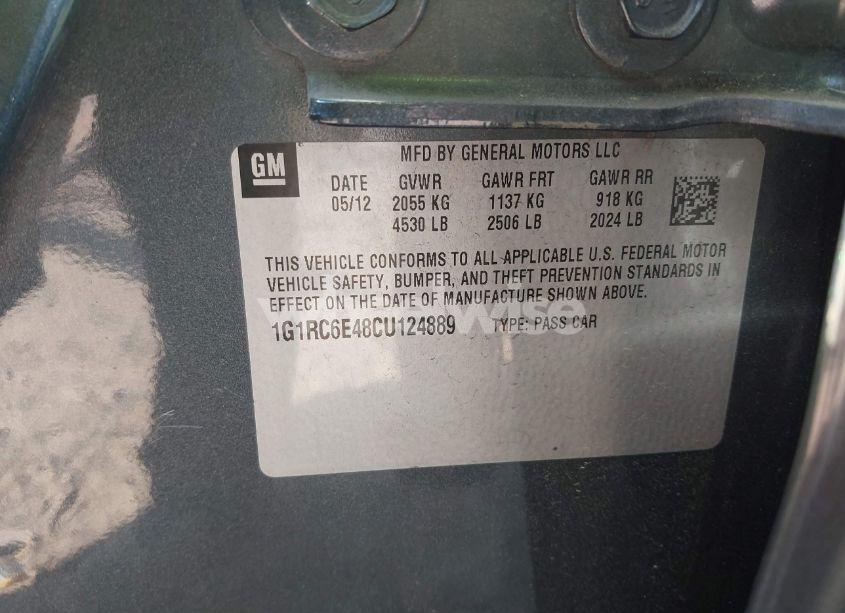 GM
MFD BY GENERAL MOTORS LLC
DATE GVWR GAWR FRT GAWR RR
05/12 2055 KG 1137 KG 918 KG
4530 LB 2506 LB 2024 LB
THIS VEHICLE CONFORMS TO ALL APPLICABLE U.S. FEDERAL MOTOR
VEHICLE SAFETY, BUMPER, AND THEFT PREVENTION STANDARDS IN
EFFECT ON THE DATE OF MANUFACTURE SHOWN ABOVE.
1G1RC6E48CU124889 TYPE: PASS CAR